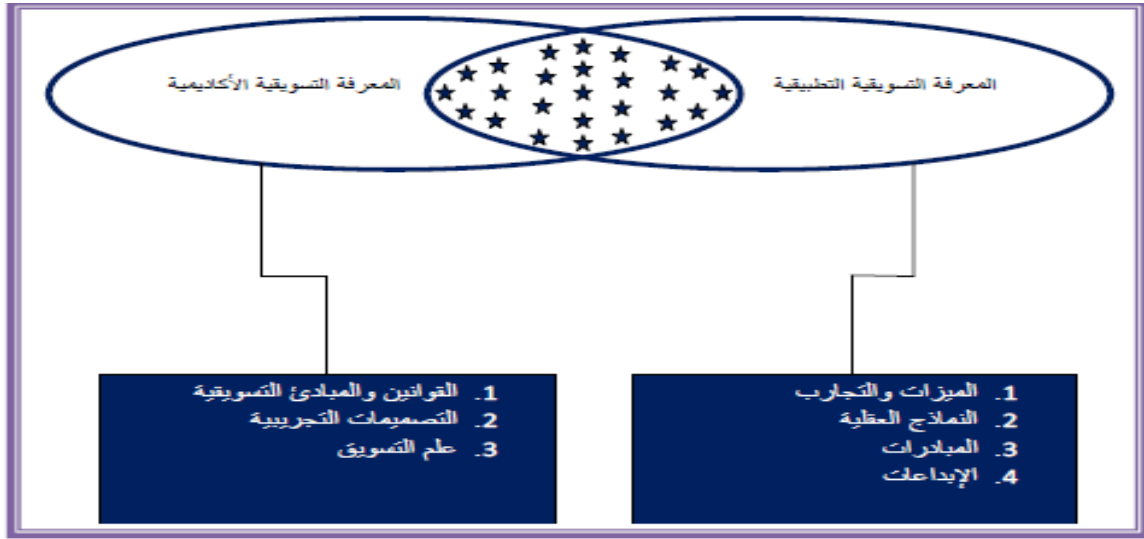 المعرفة التسويقية التطبيقية
المعرفة التسويقية الأكاديمية
1. الميزات والتجارب
2. النماذج العقلية
3. المبادرات
4. الإبداعات
1. القوانين والمبادئ التسويقية
2. التصميمات التجريبية
3. علم التسويق